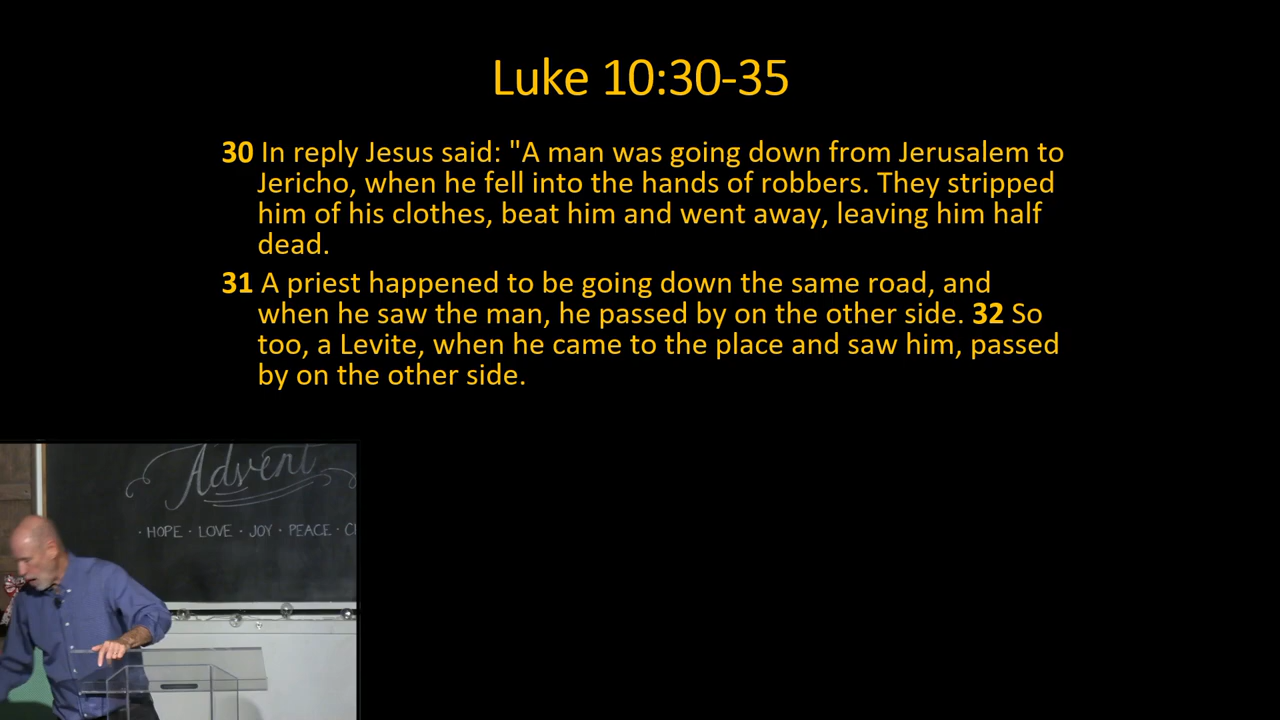 Luke 10:30-35
30 In reply Jesus said: "A man was going down from Jerusalem to
Jericho, when he fell into the hands of robbers. They stripped
him of his clothes, beat him and went away, leaving him half
dead.
31 A priest happened to be going down the same road, and
when he saw the man, he passed by on the other side. 32 So
too, a Levite, when he came to the place and saw him, passed
by on the other side.
Advent
· HOPE · LOVE · JOY · PEACE ·